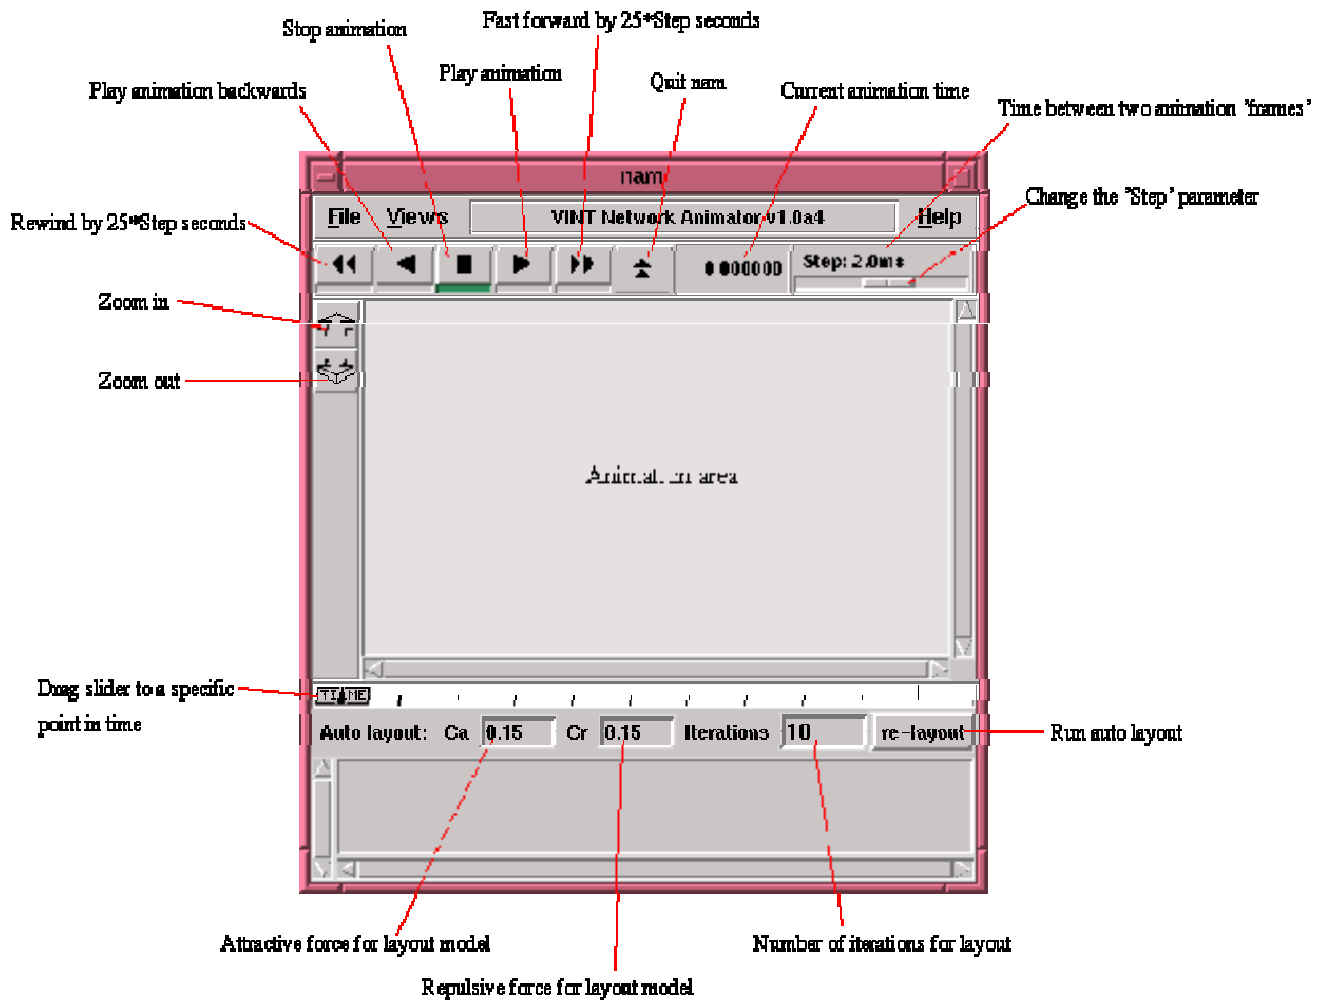 Fast forward by 25*Step seconds
Stop animation
Play animation
Quit nam
Play animation backwards
Current animation time
Time between two animation 'frames'
nam
Change the 'Step' parameter
File Views VINT Network Animator v1.0a4 Help
Rewind by 25*Step seconds
0.000000 Step: 2.0ms
Zoom in
Zoom out
Animation area
Drag slider to a specific
point in time
TIME
Auto layout: Ca 0.15 Cr 0.15 Iterations 10 re-layout
Run auto layout
Attractive force for layout model
Number of iterations for layout
Repulsive force for layout model